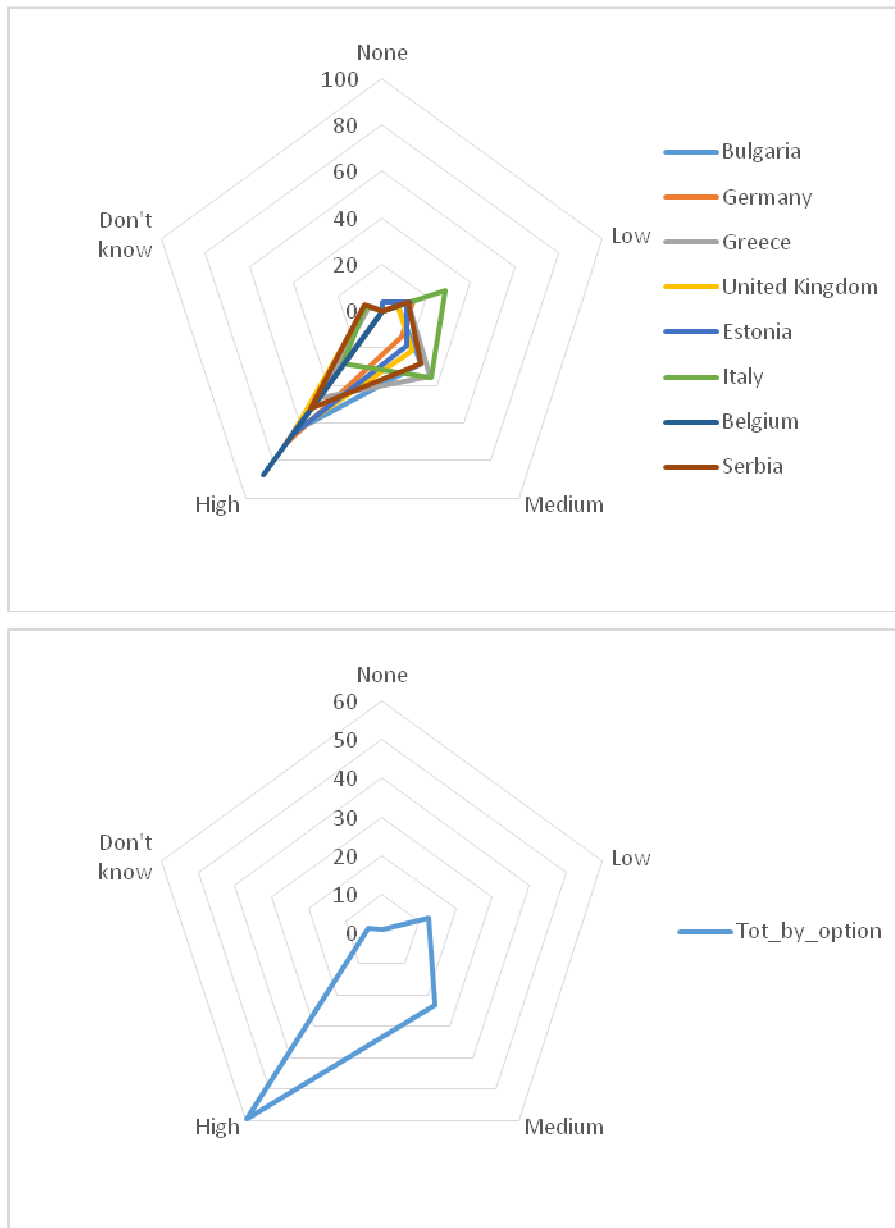 None
100
80
60
40
20
0
Don't
know
Low
High
Medium
Bulgaria
Germany
Greece
United Kingdom
Estonia
Italy
Belgium
Serbia
None
60
50
40
30
20
10
0
Don't
know
Low
High
Medium
Tot_by_option